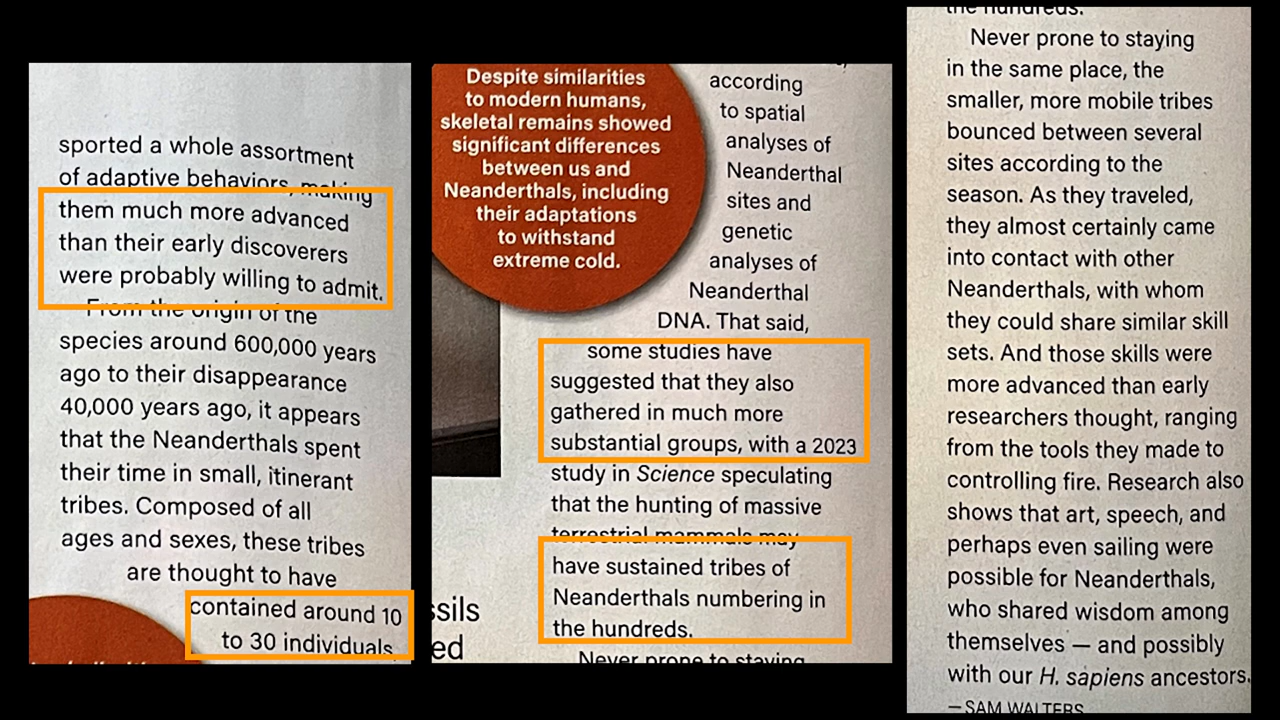 sported a whole assortment
of adaptive behaviors, making
them much more advanced
than their early discoverers
were probably willing to admit.
From the origin of the
species around 600,000 years
ago to their disappearance
40,000 years ago, it appears
that the Neanderthals spent
their time in small, itinerant
tribes. Composed of all
ages and sexes, these tribes
are thought to have
contained around 10
to 30 individuals,
Despite similarities
to modern humans,
skeletal remains showed
significant differences
between us and
Neanderthals, including
their adaptations
to withstand
extreme cold.
according
to spatial
analyses of
Neanderthal
sites and
genetic
analyses of
Neanderthal
DNA. That said,
some studies have
suggested that they also
gathered in much more
substantial groups, with a 2023
study in Science speculating
that the hunting of massive
terrestrial mammals may
have sustained tribes of
Neanderthals numbering in
the hundreds.
Never prone to staying
ssils
ed
the hundreds.
Never prone to staying
in the same place, the
smaller, more mobile tribes
bounced between several
sites according to the
season. As they traveled,
they almost certainly came
into contact with other
Neanderthals, with whom
they could share similar skill
sets. And those skills were
more advanced than early
researchers thought, ranging
from the tools they made to
controlling fire. Research also
shows that art, speech, and
perhaps even sailing were
possible for Neanderthals,
who shared wisdom among
themselves — and possibly
with our H. sapiens ancestors.
— SAM WALTERS